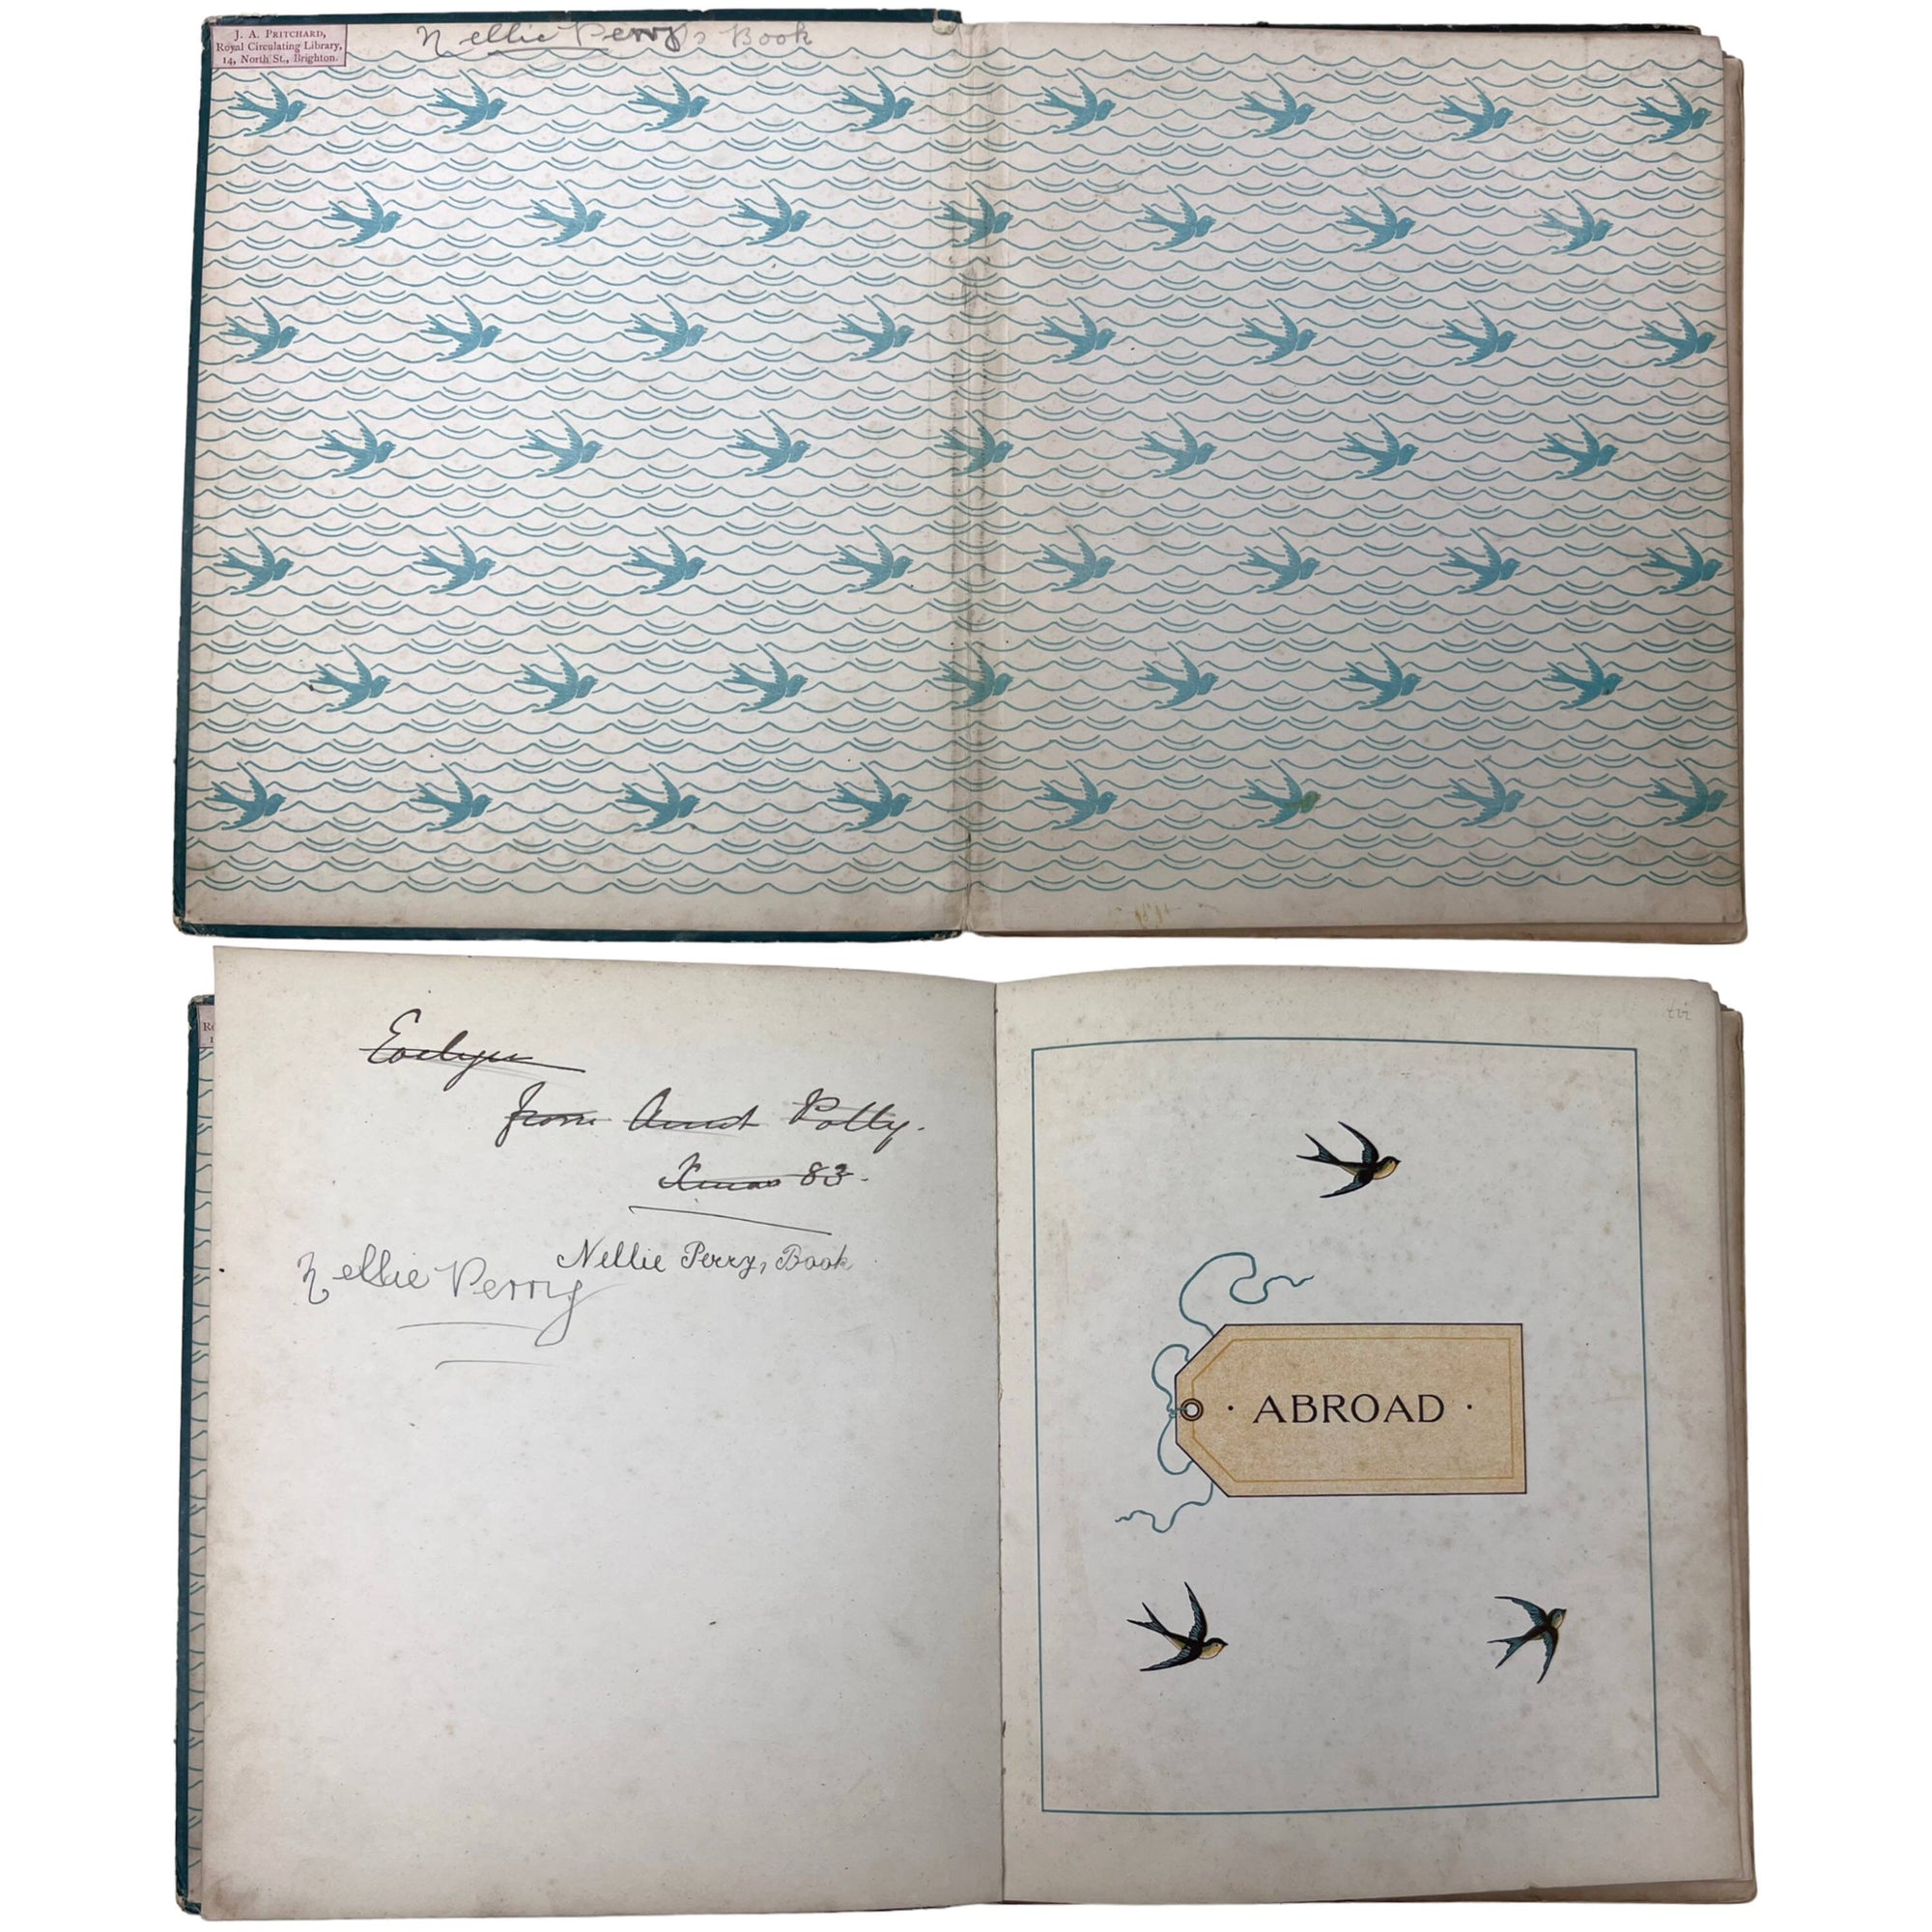 J. A. PRITCHARD,
Royal Circulating Library,
14, North St., Brighton.
Nellie Perry's Book
Evelyn
from Aunt Polly.
Xmas 83.
Nellie Perry, Book
Nellie Perry
· ABROAD ·